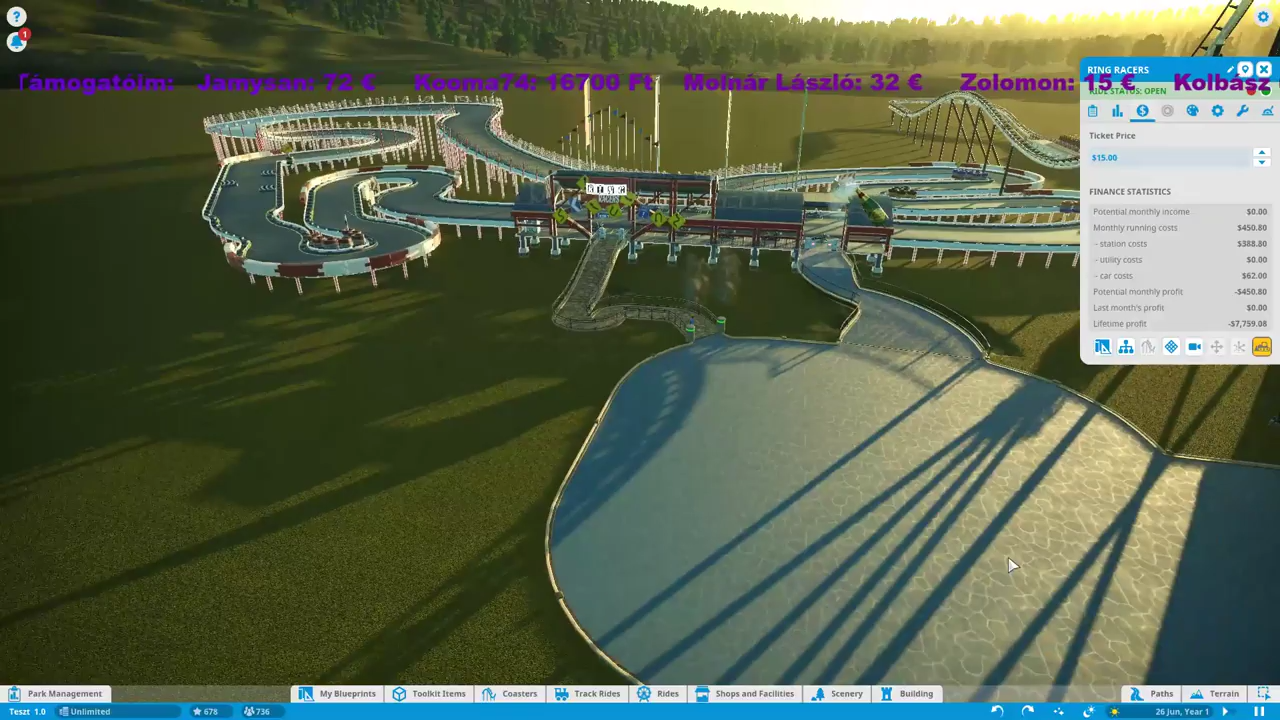 1
RING RACERS
Támogatóim: Jamysan: 72 € Kecma74: 16700 Ft Molnár László: 32 € Zolomon: 15 € Kolbász
RIDE STATUS: OPEN
Ticket Price
$15.00
FINANCE STATISTICS
Potential monthly income $0.00
Monthly running costs $450.80
- station costs $388.80
- utility costs $0.00
- car costs $62.00
Potential monthly profit -$450.80
Last month's profit $0.00
Lifetime profit -$7,759.08
Park Management My Blueprints Toolkit Items Coasters Track Rides Rides Shops and Facilities Scenery Building Paths Terrain
Teszt 1.0 Unlimited 678 736 26 Jun, Year 1